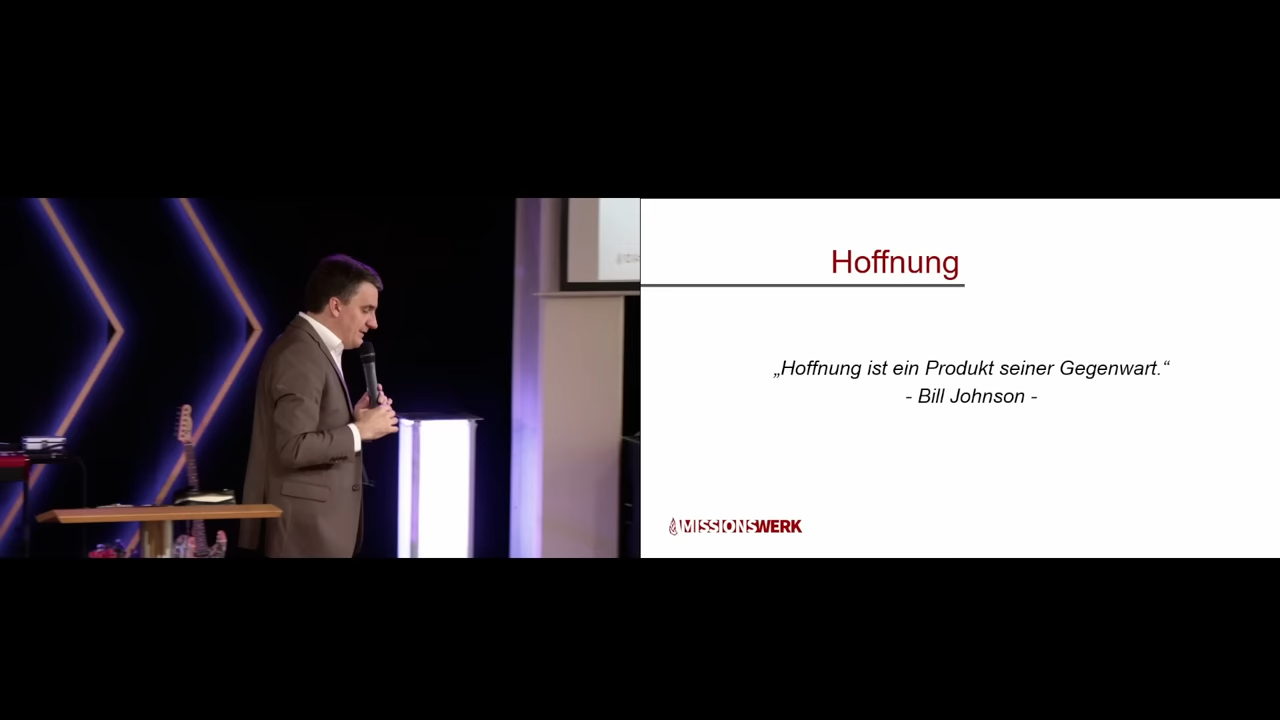 Hoffnung
„Hoffnung ist ein Produkt seiner Gegenwart.“
- Bill Johnson -
MISSIONSWERK